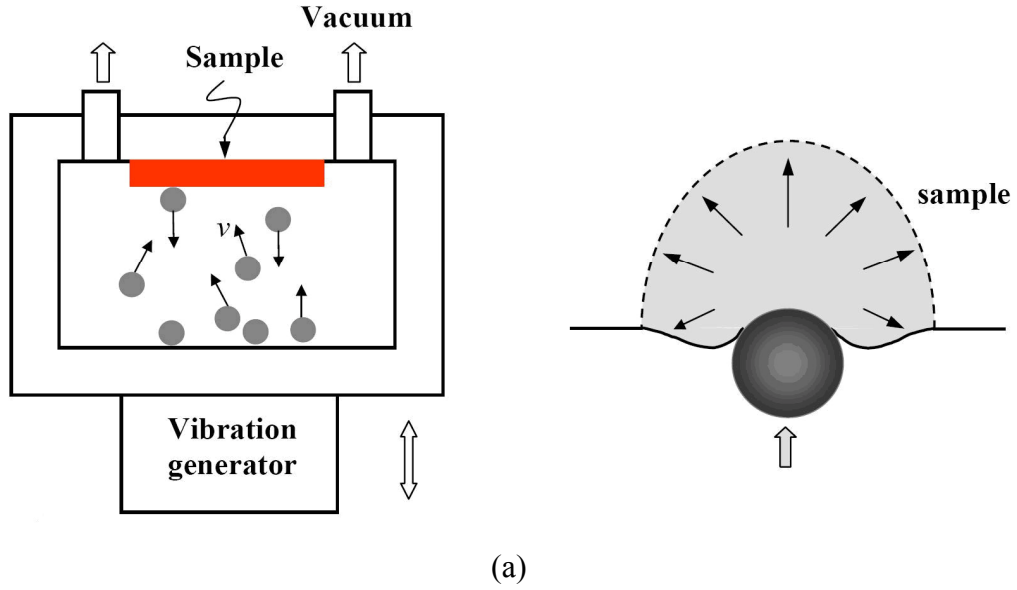 Vacuum
Sample
v
Vibration
generator
sample
(a)